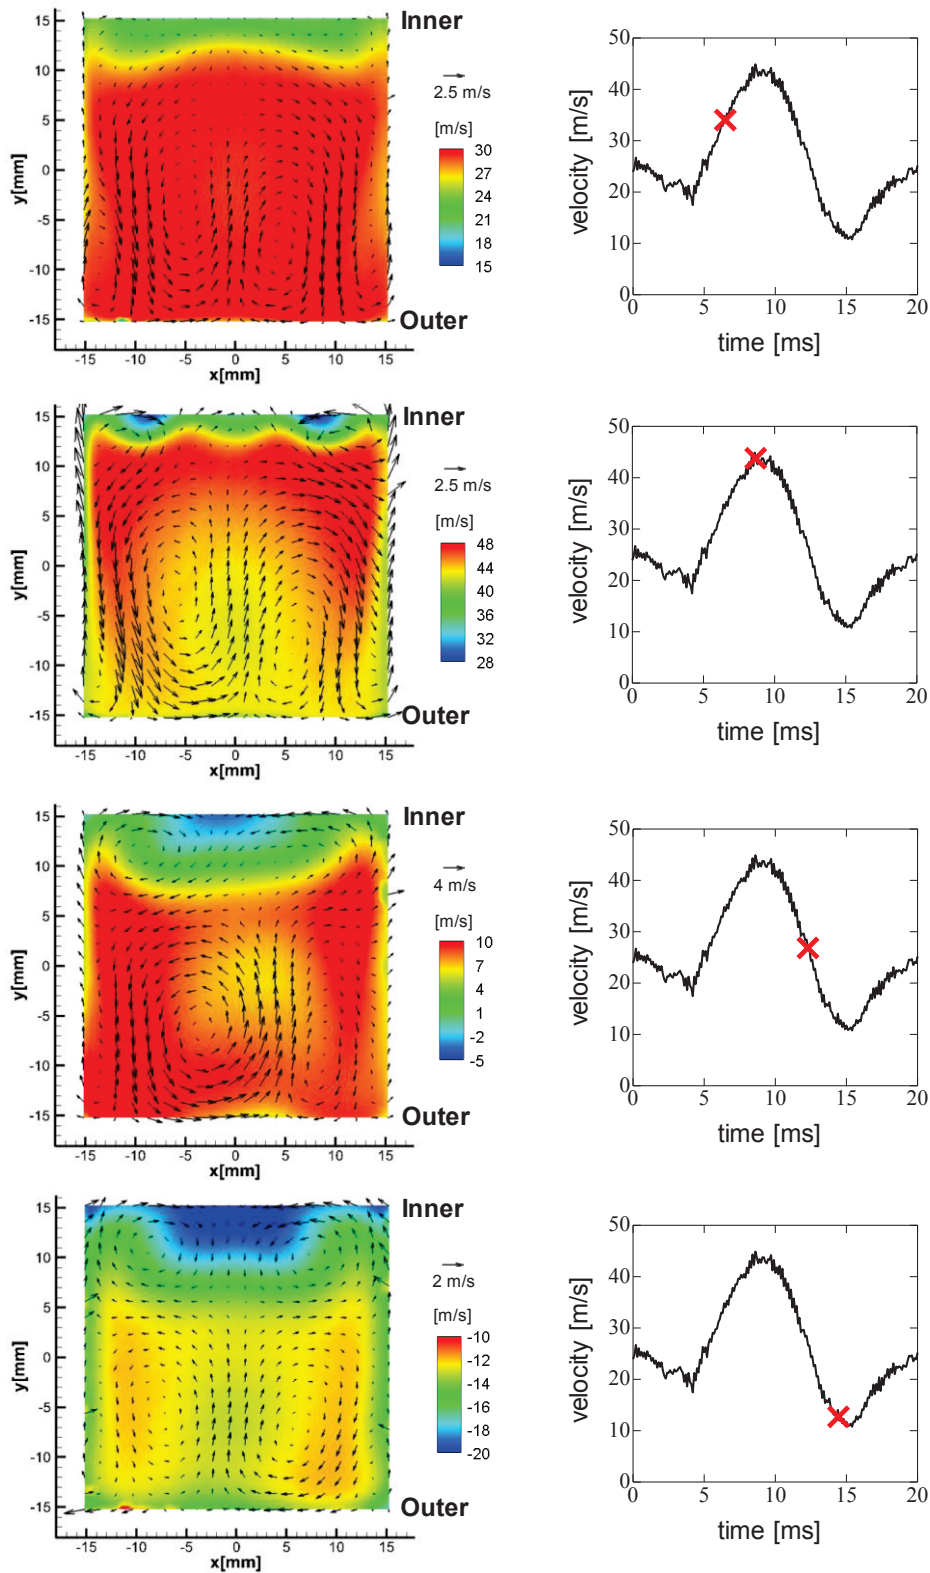 Inner
15
10
5
0
-5
-10
-15
y[mm]
2.5 m/s
[m/s]
30
27
24
21
18
15
Outer
-15 -10 -5 0 5 10 15
x[mm]
50
40
30
20
10
0
velocity [m/s]
0 5 10 15 20
time [ms]
Inner
15
10
5
0
-5
-10
-15
y[mm]
2.5 m/s
[m/s]
48
44
40
36
32
28
Outer
-15 -10 -5 0 5 10 15
x[mm]
50
40
30
20
10
0
velocity [m/s]
0 5 10 15 20
time [ms]
Inner
15
10
5
0
-5
-10
-15
y[mm]
4 m/s
[m/s]
10
7
4
1
-2
-5
Outer
-15 -10 -5 0 5 10 15
x[mm]
50
40
30
20
10
0
velocity [m/s]
0 5 10 15 20
time [ms]
Inner
15
10
5
0
-5
-10
-15
y[mm]
2 m/s
[m/s]
-10
-12
-14
-16
-18
-20
Outer
-15 -10 -5 0 5 10 15
x[mm]
50
40
30
20
10
0
velocity [m/s]
0 5 10 15 20
time [ms]